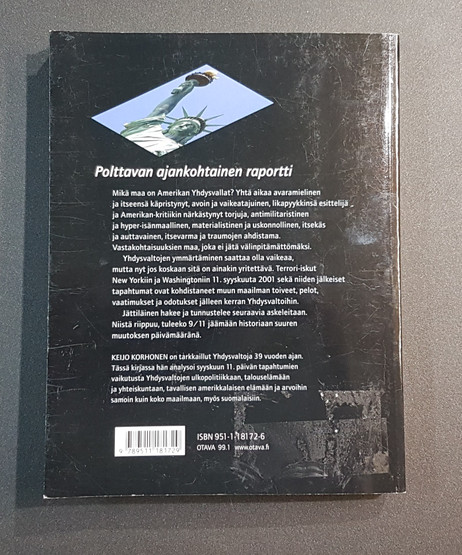 Polttavan ajankohtainen raportti
Mikä maa on Amerikan Yhdysvallat? Yhtä aikaa avaramielinen
ja itseensä käpristynyt, avoin ja vaikeatajuinen, likapyykkinsä esittelijä
ja Amerikan-kritiikin närkästynyt torjuja, antimilitaristinen
ja hyper-isänmaallinen, materialistinen ja uskonnollinen, itsekäs
ja auttavainen, itsevarma ja traumojen ahdistama.
Vastakohtaisuuksien maa, joka ei jätä välinpitämättömäksi.
Yhdysvaltojen ymmärtäminen saattaa olla vaikeaa,
mutta nyt jos koskaan sitä on ainakin yritettävä. Terrori-iskut
New Yorkiin ja Washingtoniin 11. syyskuuta 2001 sekä niiden jälkeiset
tapahtumat ovat kohdistaneet muun maailman toiveet, pelot,
vaatimukset ja odotukset jälleen kerran Yhdysvaltoihin.
Jättiläinen hakee ja tunnustelee seuraavia askeleitaan.
Niistä riippuu, tuleeko 9/11 jäämään historiaan suuren
muutoksen päivämääränä.
KEIJO KORHONEN on tarkkaillut Yhdysvaltoja 39 vuoden ajan.
Tässä kirjassa hän analysoi syyskuun 11. päivän tapahtumien
vaikutusta Yhdysvaltojen ulkopolitiikkaan, talouselämään
ja yhteiskuntaan, tavallisen amerikkalaisen elämään ja arvoihin
samoin kuin koko maailmaan, myös suomalaisiin.
ISBN 951-1-18172-6
OTAVA 99.1 www.otava.fi
9 789511 181729